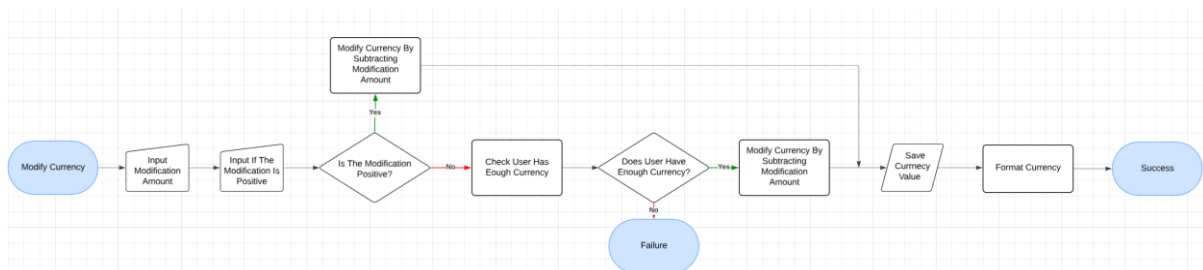 Modify Currency By
Subtracting
Modification
Amount
Yes
Modify Currency
Input
Modification
Amount
Input If The
Modification Is
Positive
Is The Modification
Positive?
No
Check User Has
Eough Currency
Does User Have
Enough Currency?
Yes
Modify Currency By
Subtracting
Modification
Amount
Save
Currecy
Value
Format Currency
Success
No
Failure